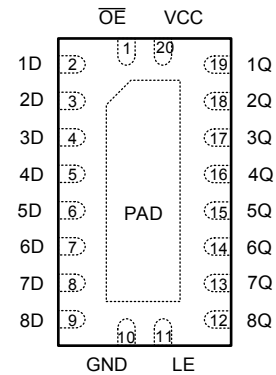 OE VCC
1 20
1D 2 19 1Q
2D 3 18 2Q
3D 4 17 3Q
4D 5 16 4Q
5D 6 PAD 15 5Q
6D 7 14 6Q
7D 8 13 7Q
8D 9 12 8Q
10 11
GND LE